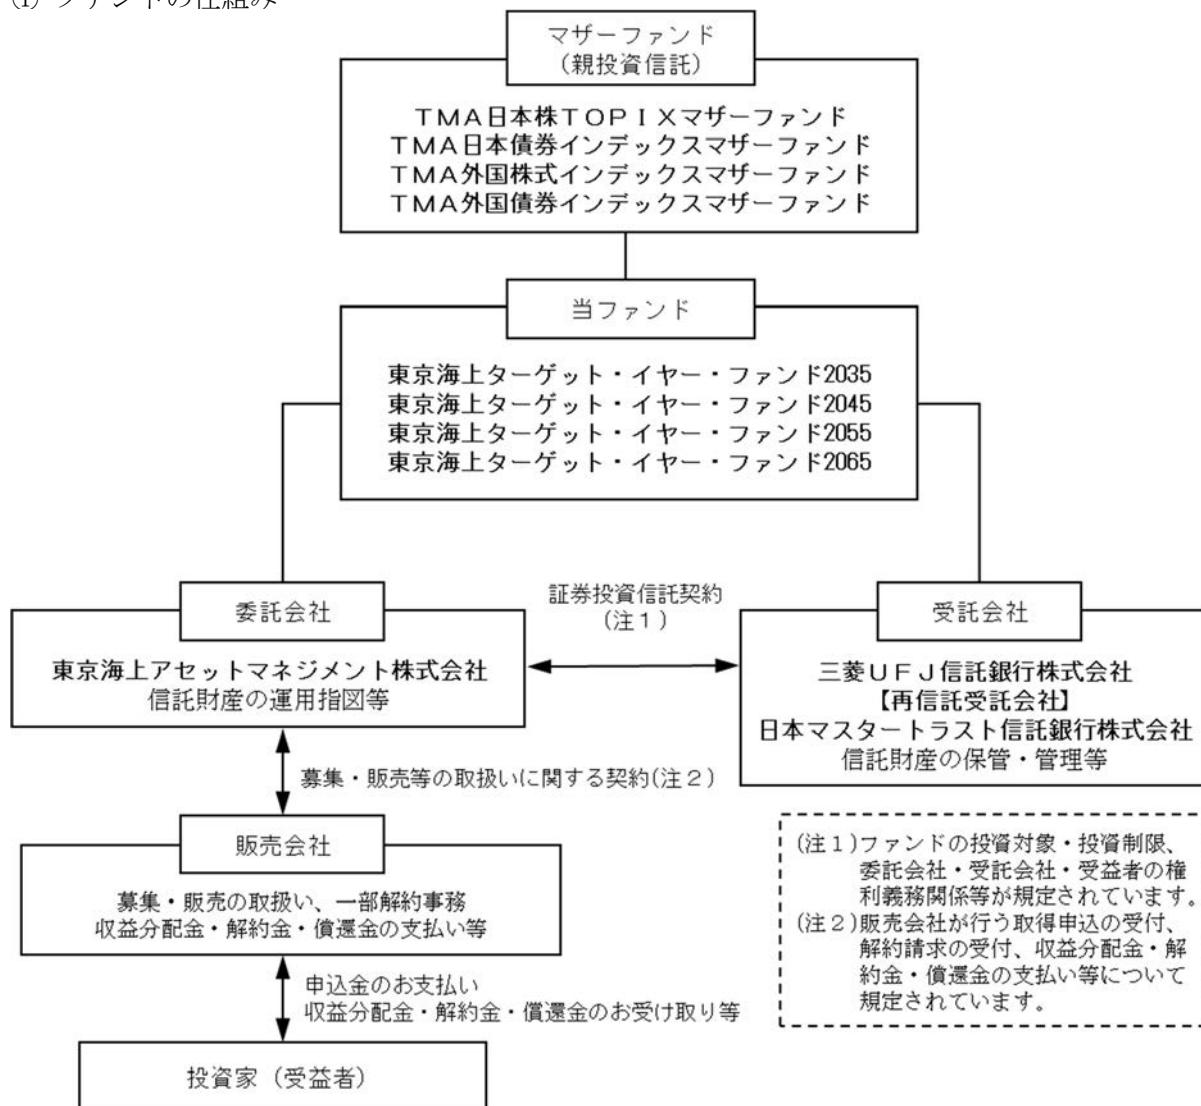 (1) ファンドの仕組み
マザーファンド
(親投資信託)
ＴＭＡ日本株ＴＯＰＩＸマザーファンド
ＴＭＡ日本債券インデックスマザーファンド
ＴＭＡ外国株式インデックスマザーファンド
ＴＭＡ外国債券インデックスマザーファンド
当ファンド
東京海上ターゲット・イヤー・ファンド2035
東京海上ターゲット・イヤー・ファンド2045
東京海上ターゲット・イヤー・ファンド2055
東京海上ターゲット・イヤー・ファンド2065
委託会社
東京海上アセットマネジメント株式会社
信託財産の運用指図等
証券投資信託契約
(注１)
受託会社
三菱ＵＦＪ信託銀行株式会社
【再信託受託会社】
日本マスタートラスト信託銀行株式会社
信託財産の保管・管理等
募集・販売等の取扱いに関する契約(注２)
販売会社
募集・販売の取扱い、一部解約事務
収益分配金・解約金・償還金の支払い等
申込金のお支払い
収益分配金・解約金・償還金のお受け取り等
投資家（受益者）
(注１)ファンドの投資対象・投資制限、
委託会社・受託会社・受益者の権
利義務関係等が規定されています。
(注２)販売会社が行う取得申込の受付、
解約請求の受付、収益分配金・解
約金・償還金の支払い等について
規定されています。